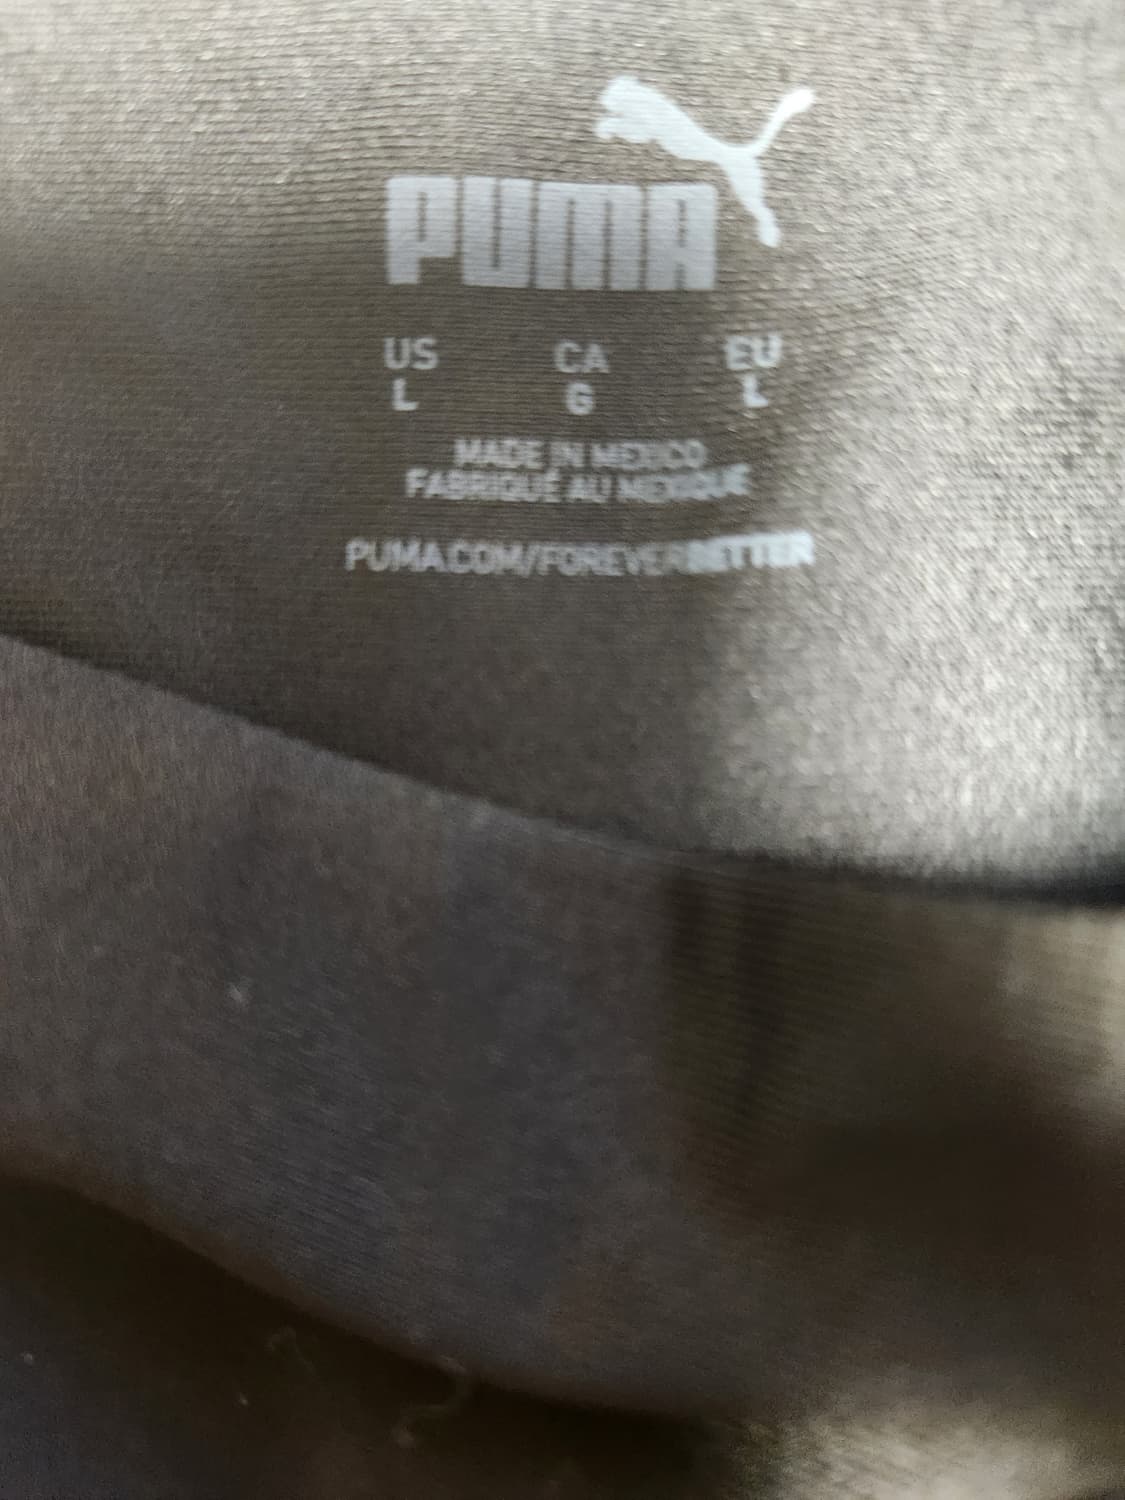 PUMA
US CA EU
L G L
MADE IN MEXICO
FABRIQUÉ AU MEXIQUE
PUMA.COM/FOREVERBETTER